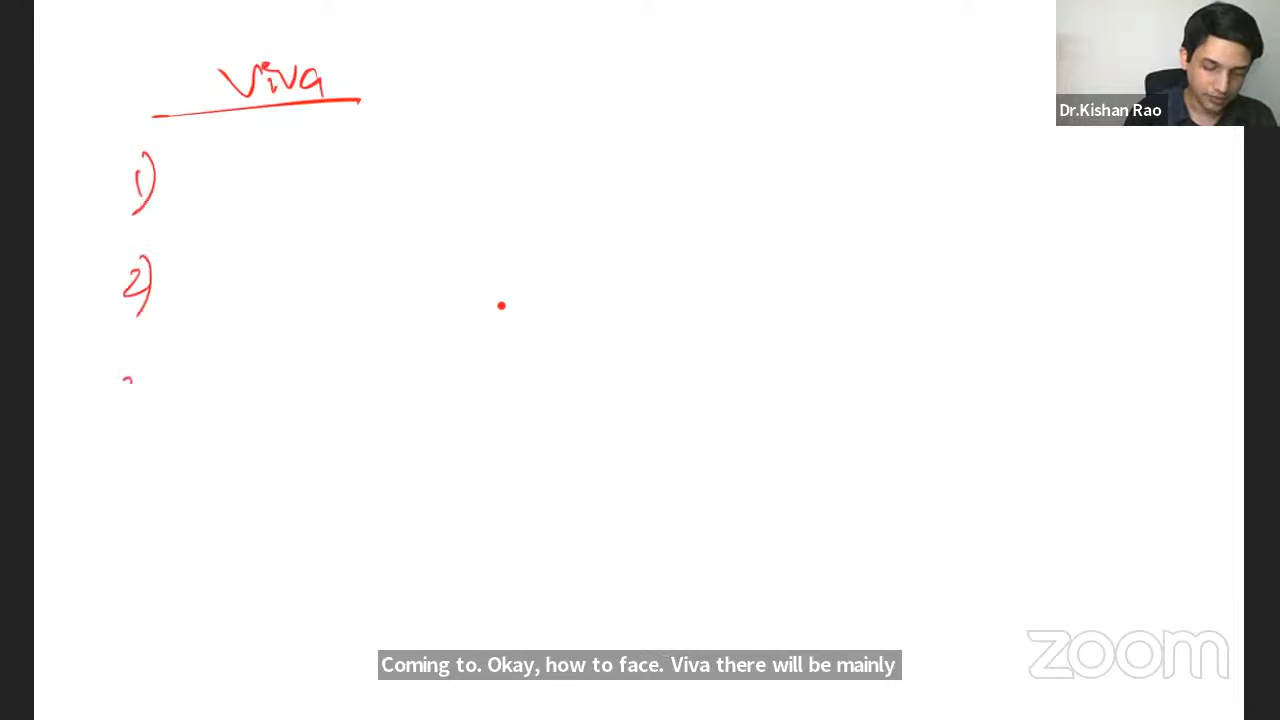 Viva
Dr.Kishan Rao
1)
2)
Coming to. Okay, how to face. Viva there will be mainly
zoom